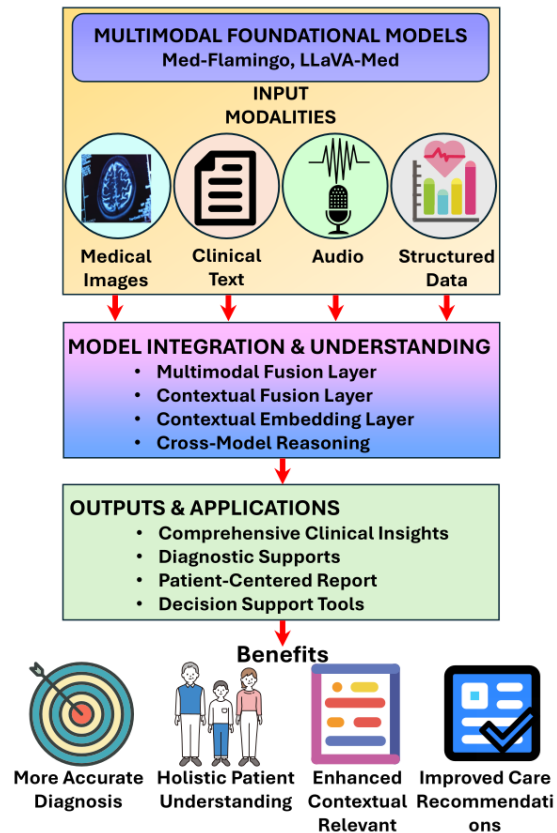 MULTIMODAL FOUNDATIONAL MODELS
Med-Flamingo, LLaVA-Med
INPUT
MODALITIES
Medical
Images
Clinical
Text
Audio
Structured
Data
MODEL INTEGRATION & UNDERSTANDING
• Multimodal Fusion Layer
• Contextual Fusion Layer
• Contextual Embedding Layer
• Cross-Model Reasoning
OUTPUTS & APPLICATIONS
• Comprehensive Clinical Insights
• Diagnostic Supports
• Patient-Centered Report
• Decision Support Tools
Benefits
More Accurate
Diagnosis
Holistic Patient
Understanding
Enhanced
Contextual
Relevant
Improved Care
Recommendati
ons